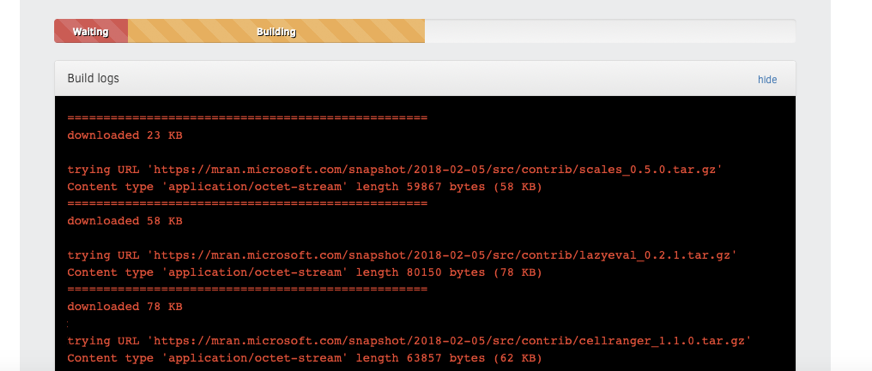 Waiting Building
Build logs hide
==================================================
downloaded 23 KB
trying URL 'https://mran.microsoft.com/snapshot/2018-02-05/src/contrib/scales_0.5.0.tar.gz'
Content type 'application/octet-stream' length 59867 bytes (58 KB)
==================================================
downloaded 58 KB
trying URL 'https://mran.microsoft.com/snapshot/2018-02-05/src/contrib/lazyeval_0.2.1.tar.gz'
Content type 'application/octet-stream' length 80150 bytes (78 KB)
==================================================
downloaded 78 KB
trying URL 'https://mran.microsoft.com/snapshot/2018-02-05/src/contrib/cellranger_1.1.0.tar.gz'
Content type 'application/octet-stream' length 63857 bytes (62 KB)